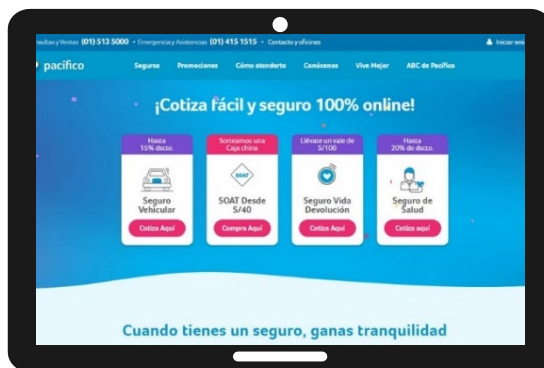 nsultas y Ventas (01) 513 5000 • Emergencia y Asistencias (01) 415 1515 • Contacto y oficinas Iniciar sesi
pacifico Seguros Promociones Cómo atenderte Conócenos Vive Mejor ABC de Pacífico
¡Cotiza fácil y seguro 100% online!
Hasta
15% dscto.
Seguro
Vehicular
Cotiza Aquí
Sorteamos una
Caja china
SOAT
SOAT Desde
S/40
Compra Aquí
Llévate un vale de
S/100
Seguro Vida
Devolución
Cotiza Aquí
Hasta
20% de dscto.
Seguro de
Salud
Cotiza aquí
Cuando tienes un seguro, ganas tranquilidad